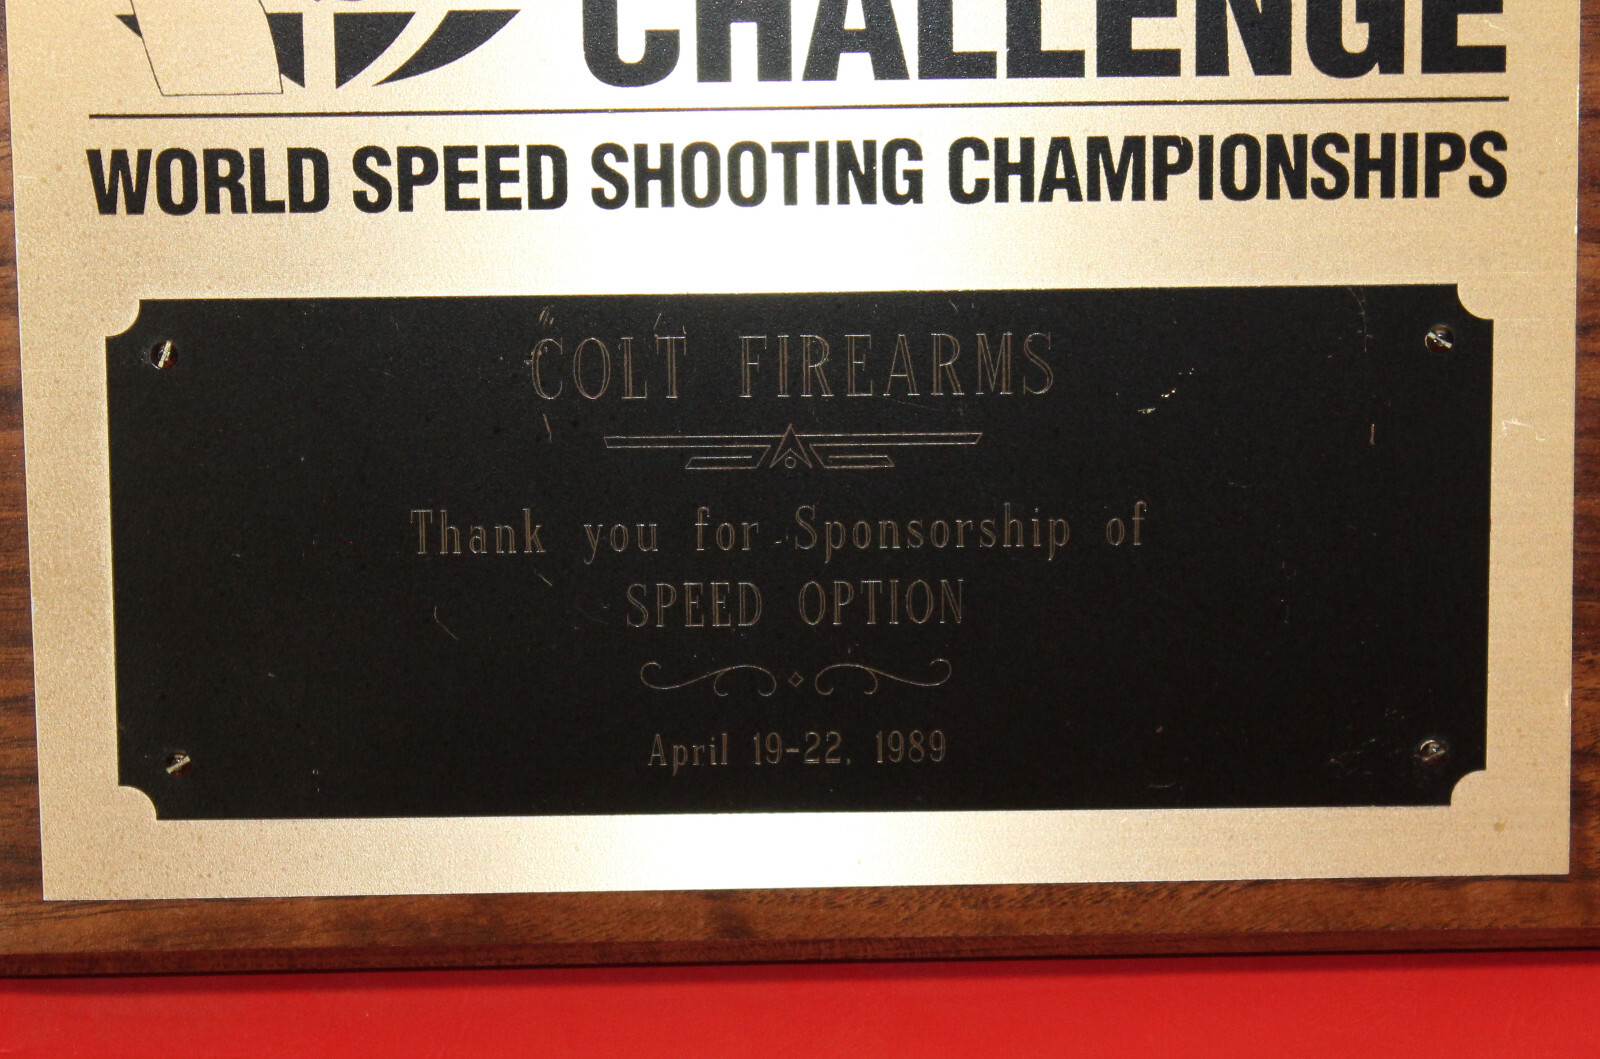 CHALLENGE
WORLD SPEED SHOOTING CHAMPIONSHIPS
COLT FIREARMS
Thank you for Sponsorship of
SPEED OPTION
April 19-22, 1989